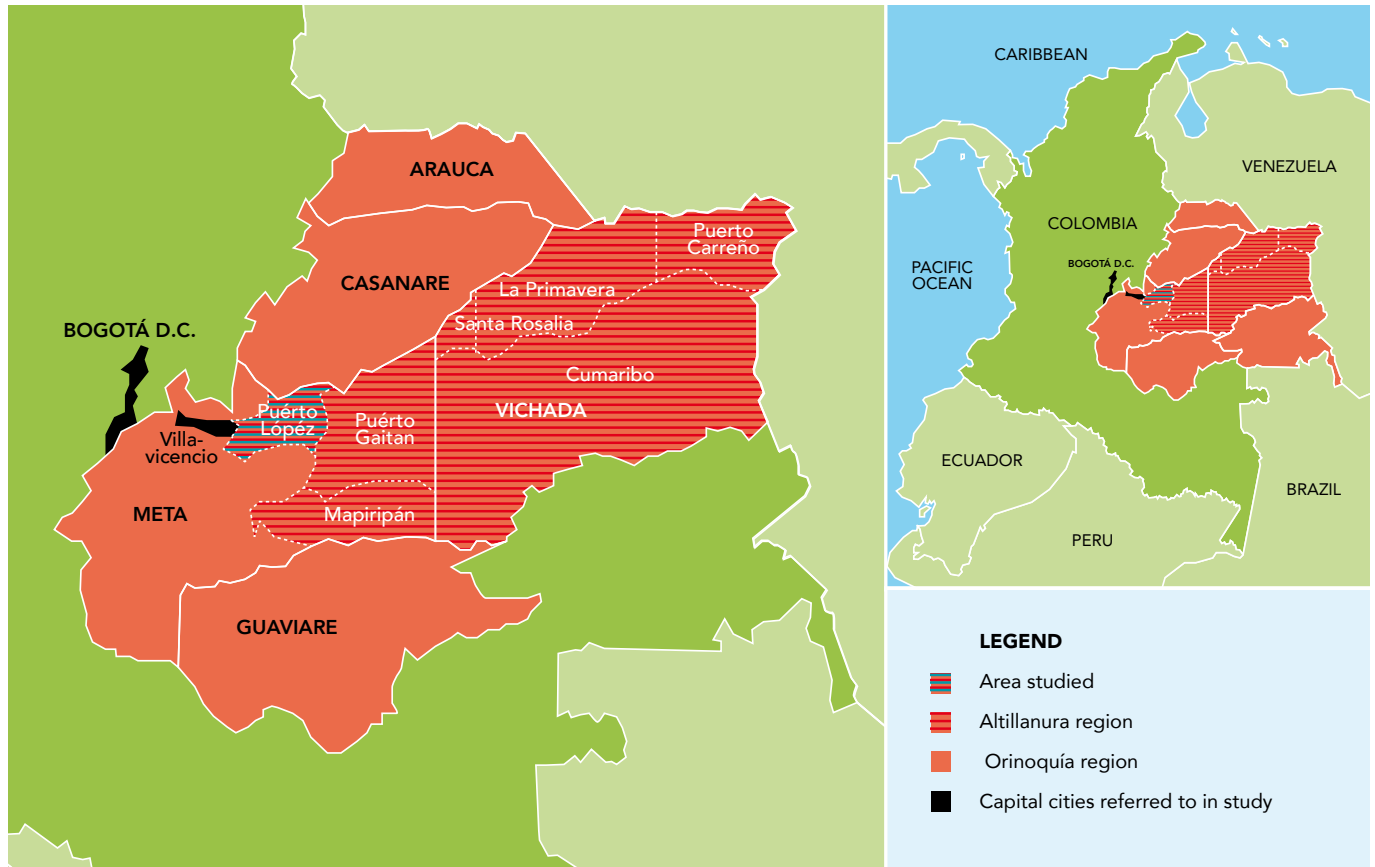 ARAUCA
Puerto
Carreño
CASANARE
La Primavera
Santa Rosalia
BOGOTÁ D.C.
Cumaribo
VICHADA
Puérto
Lópéz
Puérto
Gaitan
Villa-
vicencio
META
Mapiripán
GUAVIARE
CARIBBEAN
VENEZUELA
COLOMBIA
BOGOTÁ D.C.
PACIFIC
OCEAN
ECUADOR
BRAZIL
PERU
LEGEND
Area studied
Altillanura region
Orinoquía region
Capital cities referred to in study